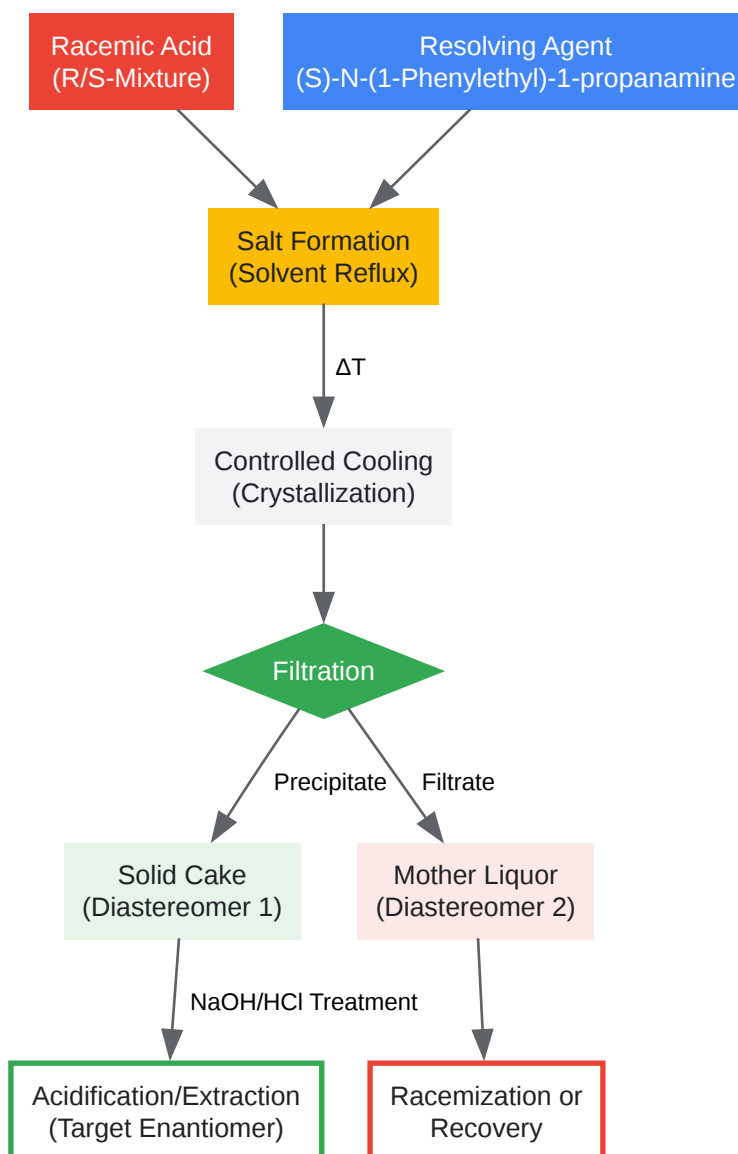 Racemic Acid
(R/S-Mixture)
Resolving Agent
(S)-N-(1-Phenylethyl)-1-propanamine
Salt Formation
(Solvent Reflux)
ΔT
Controlled Cooling
(Crystallization)
Filtration
Precipitate
Filtrate
Solid Cake
(Diastereomer 1)
Mother Liquor
(Diastereomer 2)
NaOH/HCl Treatment
Acidification/Extraction
(Target Enantiomer)
Racemization or
Recovery